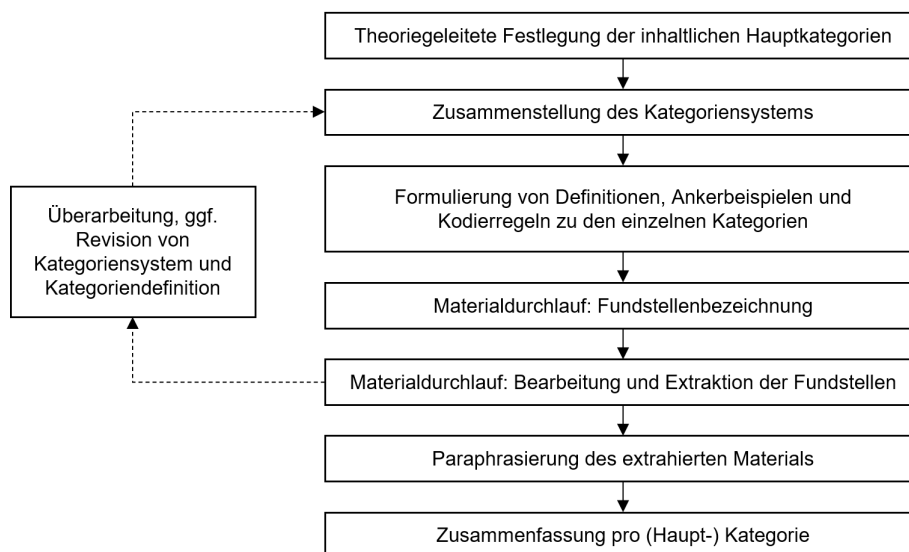 Theoriegeleitete Festlegung der inhaltlichen Hauptkategorien
Zusammenstellung des Kategoriensystems
Formulierung von Definitionen, Ankerbeispielen und
Kodierregeln zu den einzelnen Kategorien
Überarbeitung, ggf.
Revision von
Kategoriensystem und
Kategoriendefinition
Materialdurchlauf: Fundstellenbezeichnung
Materialdurchlauf: Bearbeitung und Extraktion der Fundstellen
Paraphrasierung des extrahierten Materials
Zusammenfassung pro (Haupt-) Kategorie